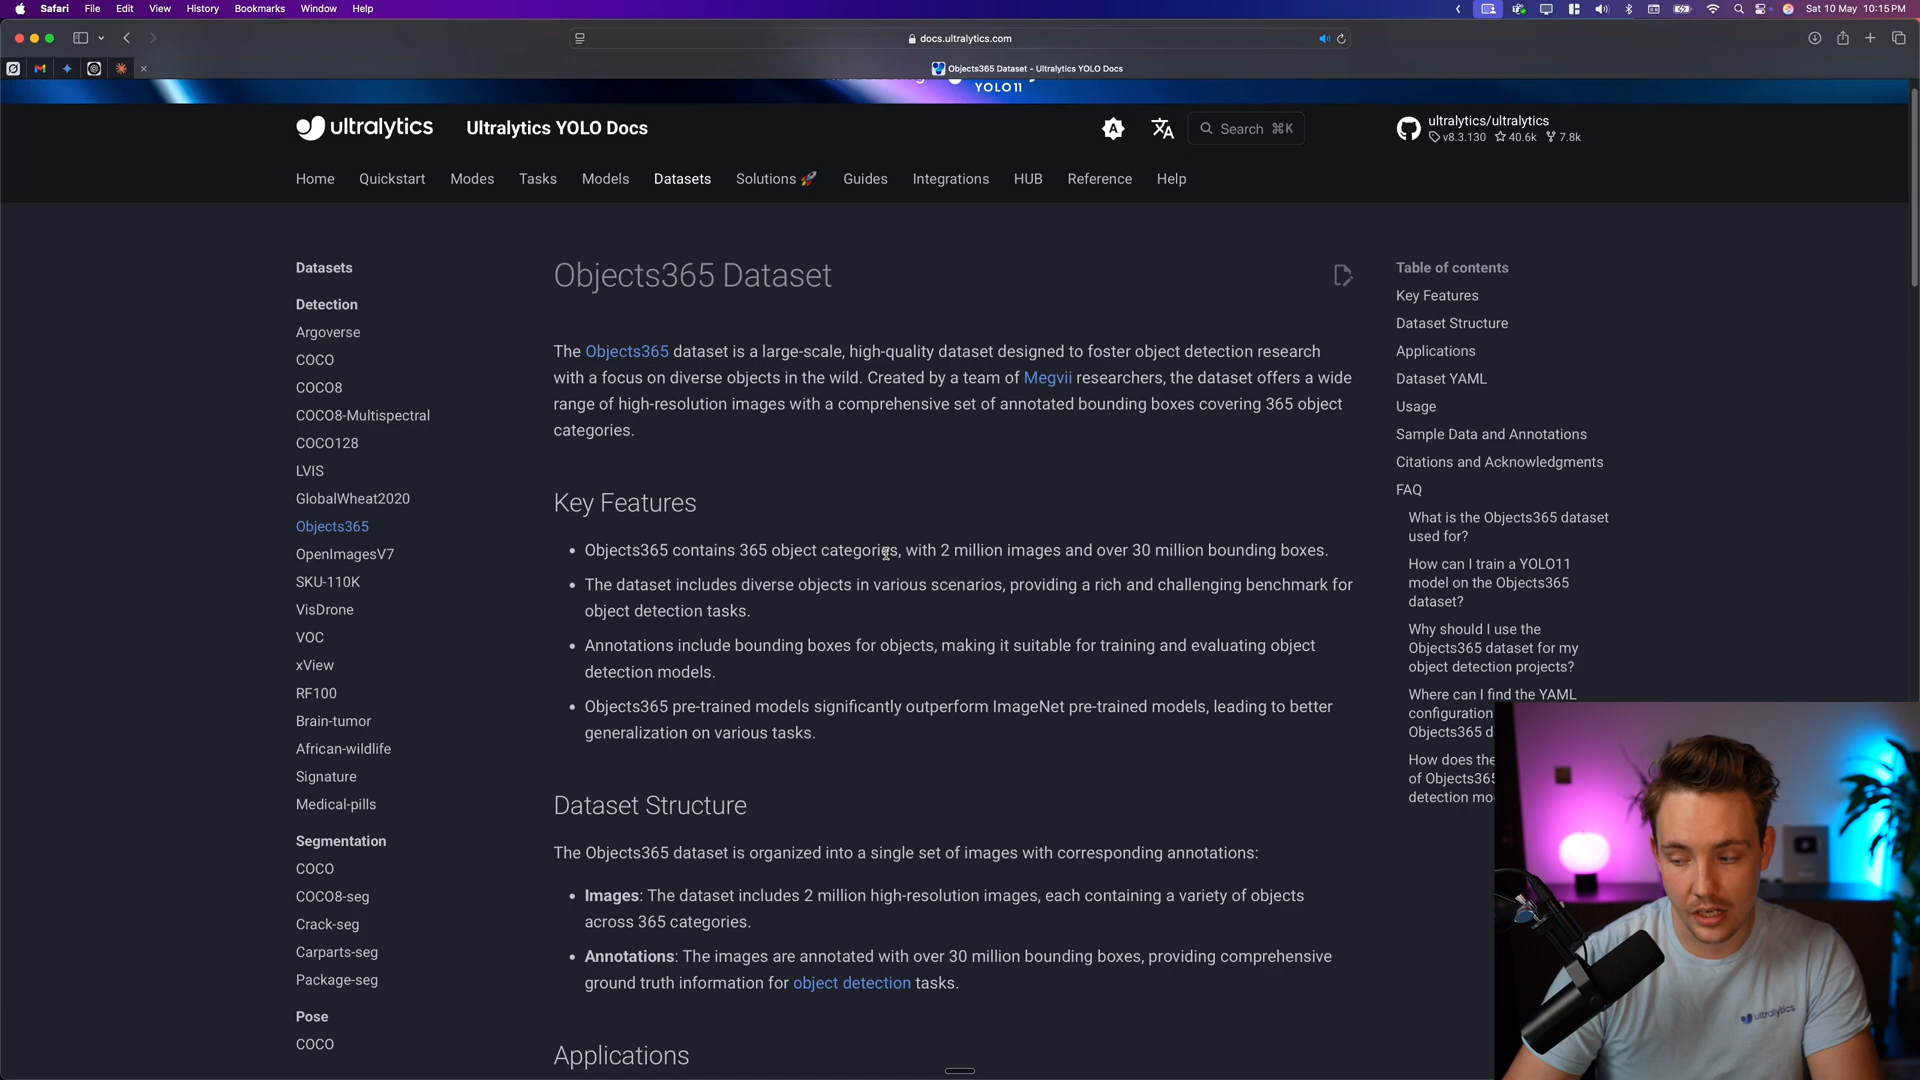 Safari File Edit View History Bookmarks Window Help
Sat 10 May 10:15 PM
docs.ultralytics.com
Objects365 Dataset - Ultralytics YOLO Docs
YOLO11
ultralytics
Ultralytics YOLO Docs
Search ⌘K
ultralytics/ultralytics
v8.3.130 40.6k 7.8k
Home Quickstart Modes Tasks Models Datasets Solutions 🚀 Guides Integrations HUB Reference Help
Datasets
Detection
Argoverse
COCO
COCO8
COCO8-Multispectral
COCO128
LVIS
GlobalWheat2020
Objects365
OpenImagesV7
SKU-110K
VisDrone
VOC
xView
RF100
Brain-tumor
African-wildlife
Signature
Medical-pills
Segmentation
COCO
COCO8-seg
Crack-seg
Carparts-seg
Package-seg
Pose
COCO
Objects365 Dataset
The Objects365 dataset is a large-scale, high-quality dataset designed to foster object detection research
with a focus on diverse objects in the wild. Created by a team of Megvii researchers, the dataset offers a wide
range of high-resolution images with a comprehensive set of annotated bounding boxes covering 365 object
categories.
Key Features
• Objects365 contains 365 object categories, with 2 million images and over 30 million bounding boxes.
• The dataset includes diverse objects in various scenarios, providing a rich and challenging benchmark for
object detection tasks.
• Annotations include bounding boxes for objects, making it suitable for training and evaluating object
detection models.
• Objects365 pre-trained models significantly outperform ImageNet pre-trained models, leading to better
generalization on various tasks.
Dataset Structure
The Objects365 dataset is organized into a single set of images with corresponding annotations:
• Images: The dataset includes 2 million high-resolution images, each containing a variety of objects
across 365 categories.
• Annotations: The images are annotated with over 30 million bounding boxes, providing comprehensive
ground truth information for object detection tasks.
Applications
Table of contents
Key Features
Dataset Structure
Applications
Dataset YAML
Usage
Sample Data and Annotations
Citations and Acknowledgments
FAQ
What is the Objects365 dataset
used for?
How can I train a YOLO11
model on the Objects365
dataset?
Why should I use the
Objects365 dataset for my
object detection projects?
Where can I find the YAML
configuration
Objects365 d
How does the
of Objects365
detection mo
ultralytics